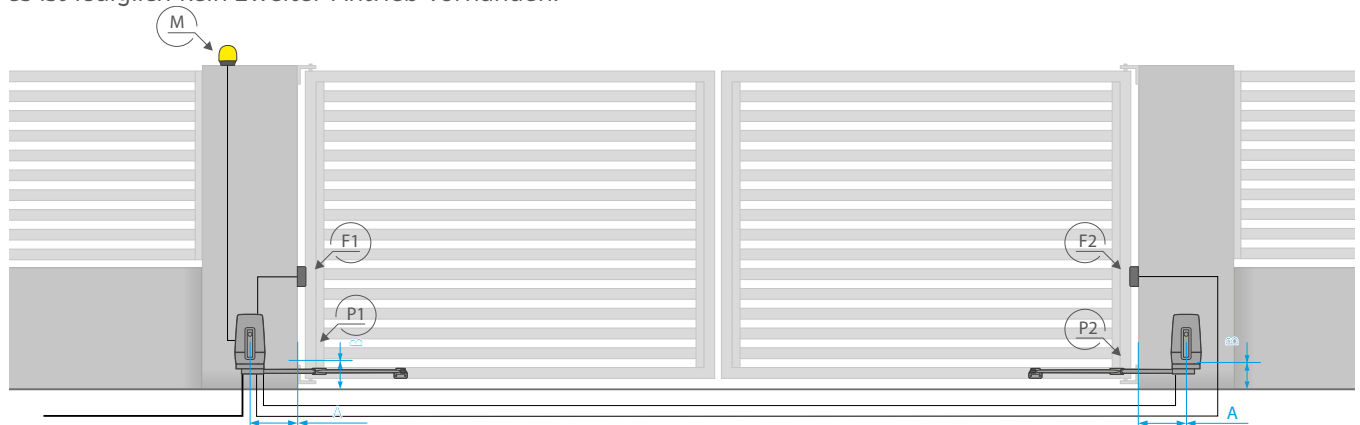 es ist lediglich kein zweiter Antrieb vorhanden.
M
F1
F2
P1
P2
B
B
A
A